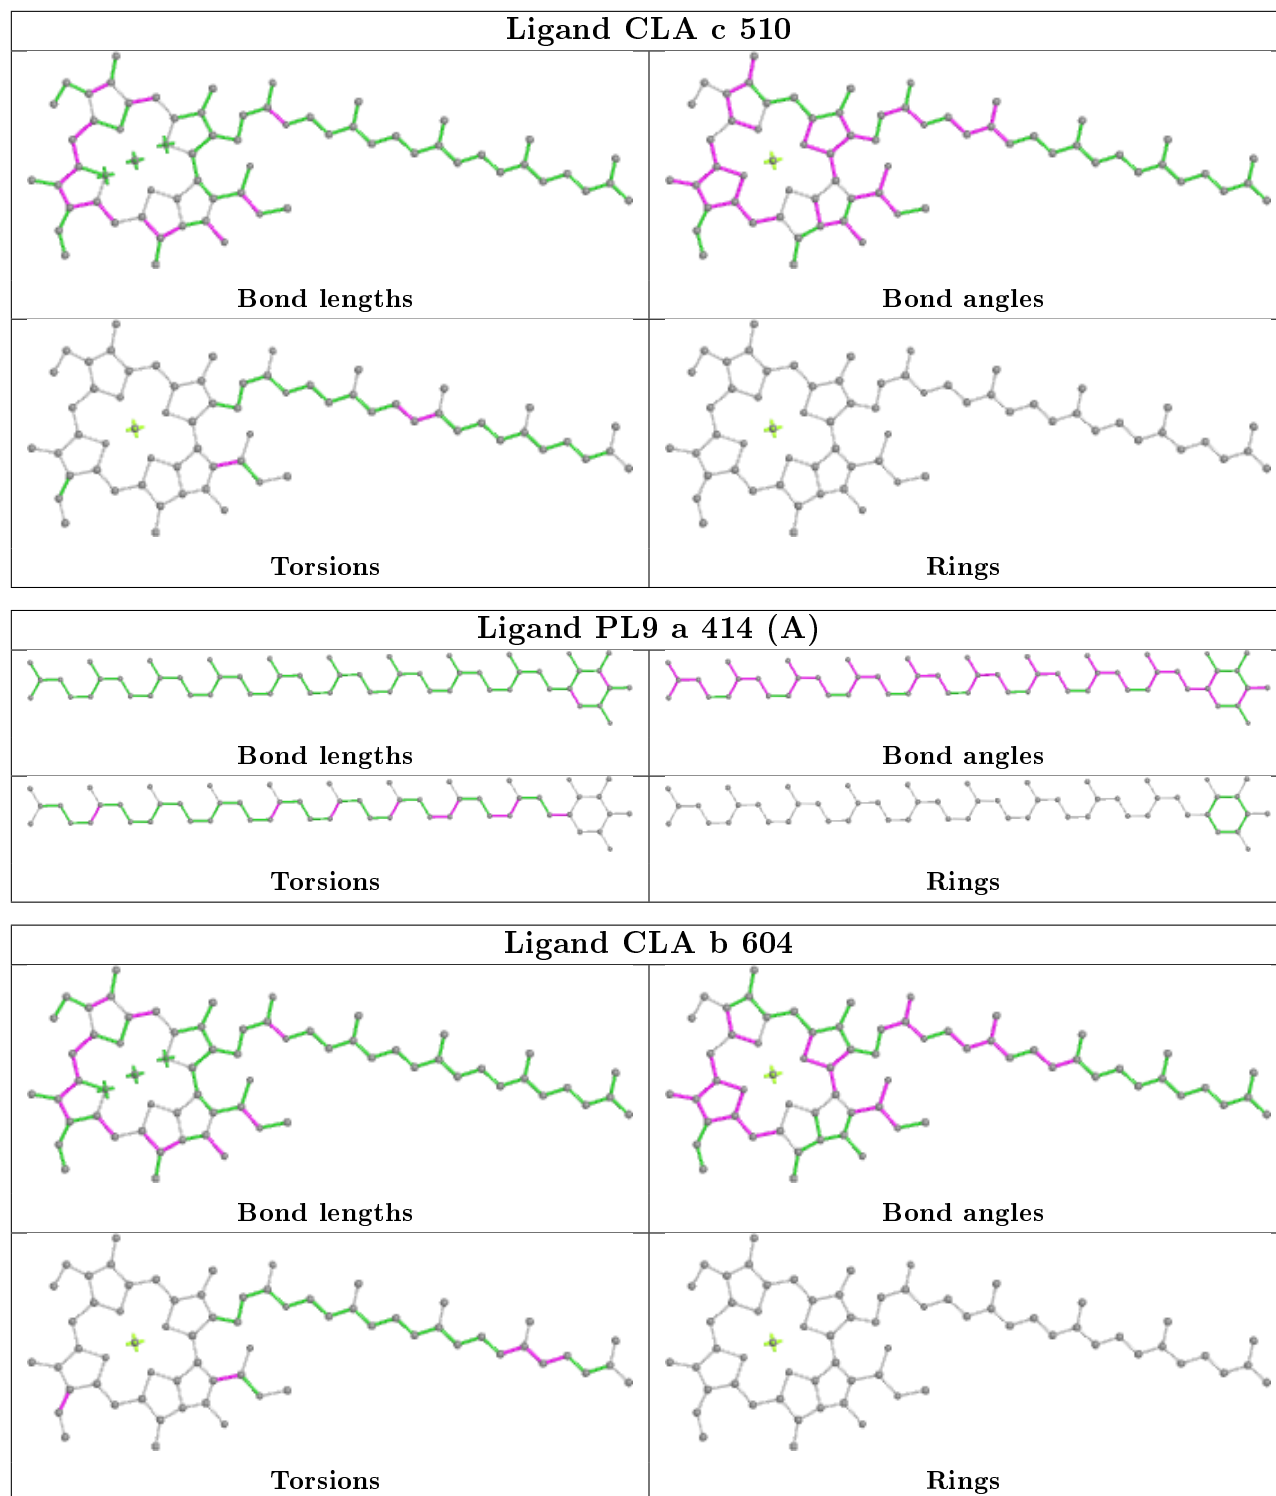 Ligand CLA c 510
Bond lengths
Bond angles
Torsions
Rings
Ligand PL9 a 414 (A)
Bond lengths
Bond angles
Torsions
Rings
Ligand CLA b 604
Bond lengths
Bond angles
Torsions
Rings